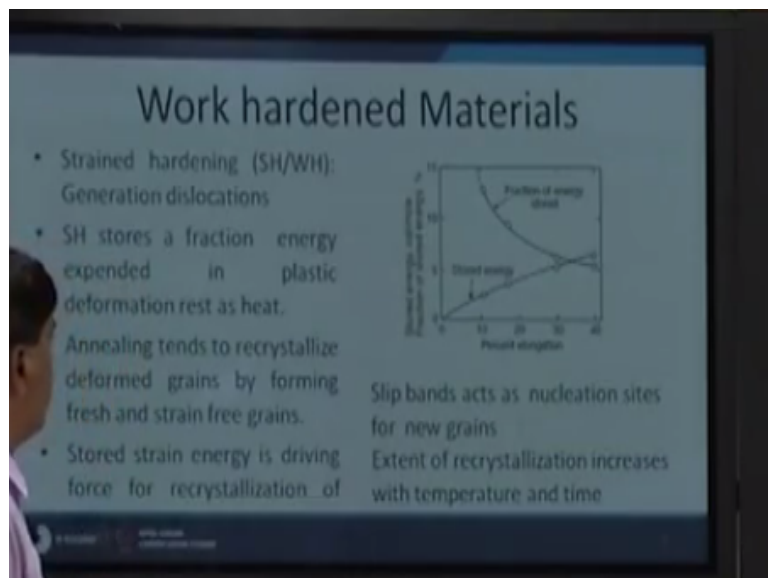 Work hardened Materials
• Strained hardening (SH/WH):
Generation dislocations
• SH stores a fraction energy
expended in plastic
deformation rest as heat.
Annealing tends to recrystallize
deformed grains by forming
fresh and strain free grains.
• Stored strain energy is driving
force for recrystallization of
Fraction of energy
stored
Stored energy
Percent elongation
Slip bands acts as nucleation sites
for new grains
Extent of recrystallization increases
with temperature and time